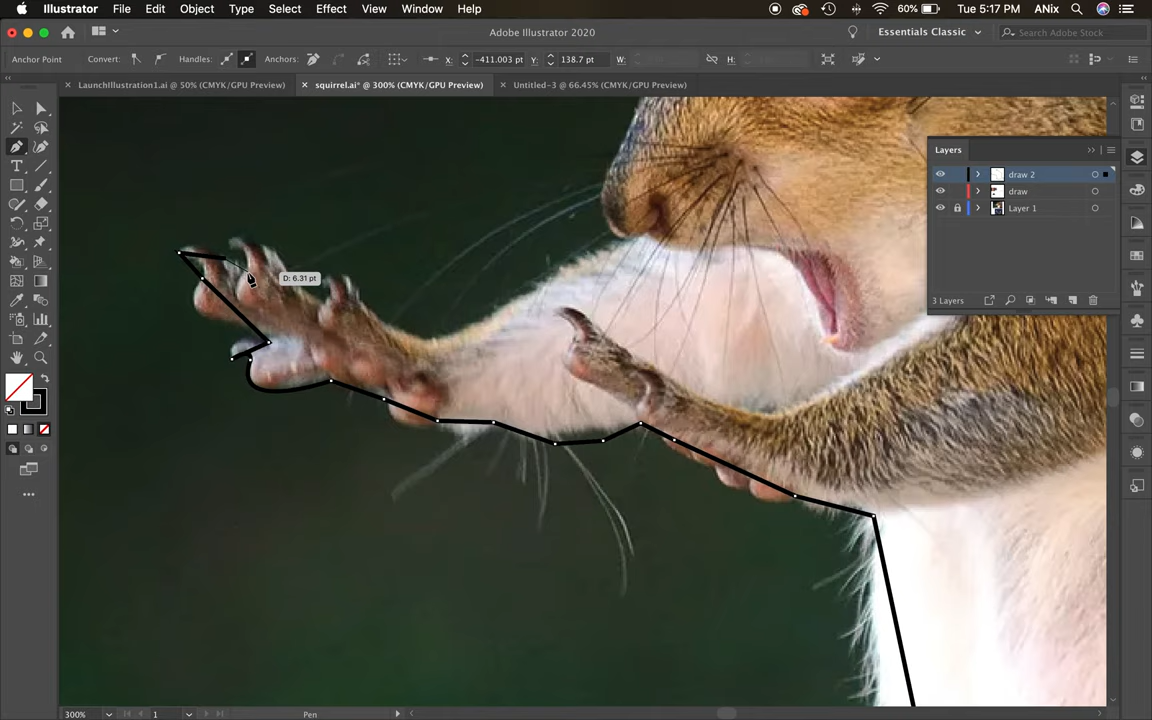 Illustrator File Edit Object Type Select Effect View Window Help 60% Tue 5:17 PM ANix
Adobe Illustrator 2020 Essentials Classic Search Adobe Stock
Anchor Point Convert: Handles: Anchors: X: -411.003 pt Y: 138.7 pt W: H:
LaunchIllustration1.ai @ 50% (CMYK/GPU Preview) squirrel.ai* @ 300% (CMYK/GPU Preview) Untitled-3 @ 66.45% (CMYK/GPU Preview)
Layers
draw 2
draw
Layer 1
3 Layers
D: 6.31 pt
300% 1 Pen